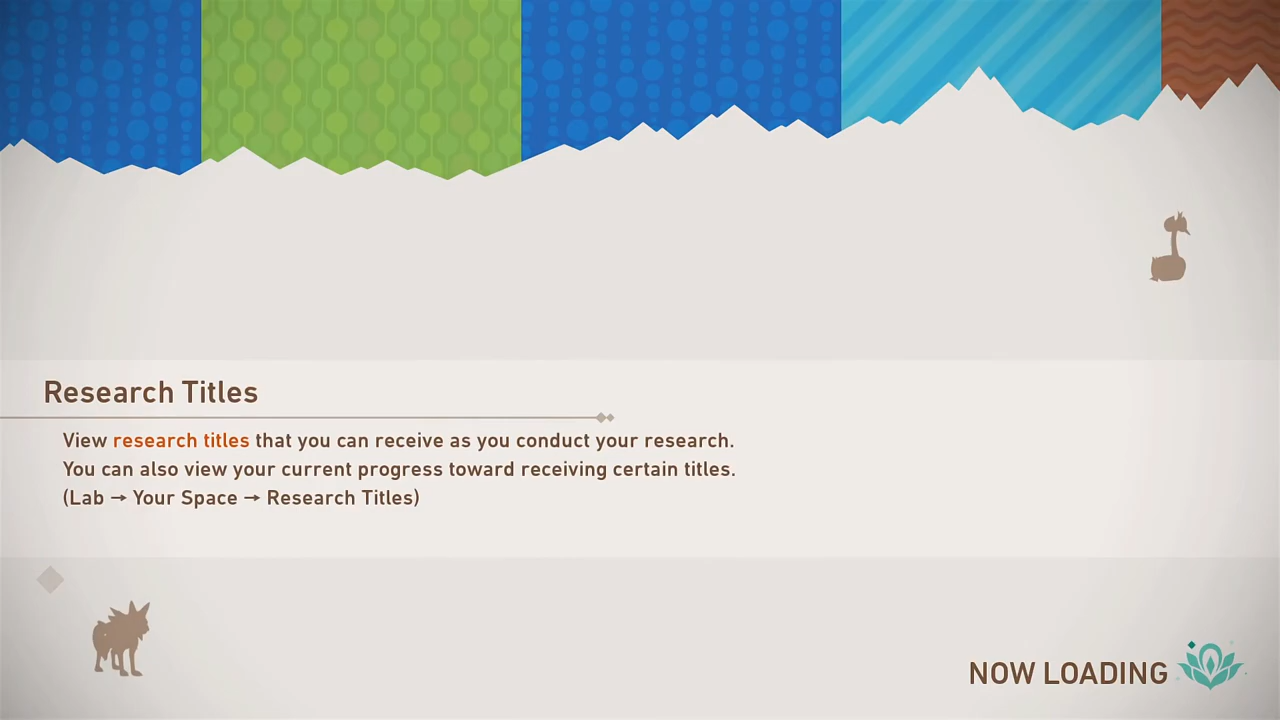 Research Titles
View research titles that you can receive as you conduct your research.
You can also view your current progress toward receiving certain titles.
(Lab → Your Space → Research Titles)
NOW LOADING